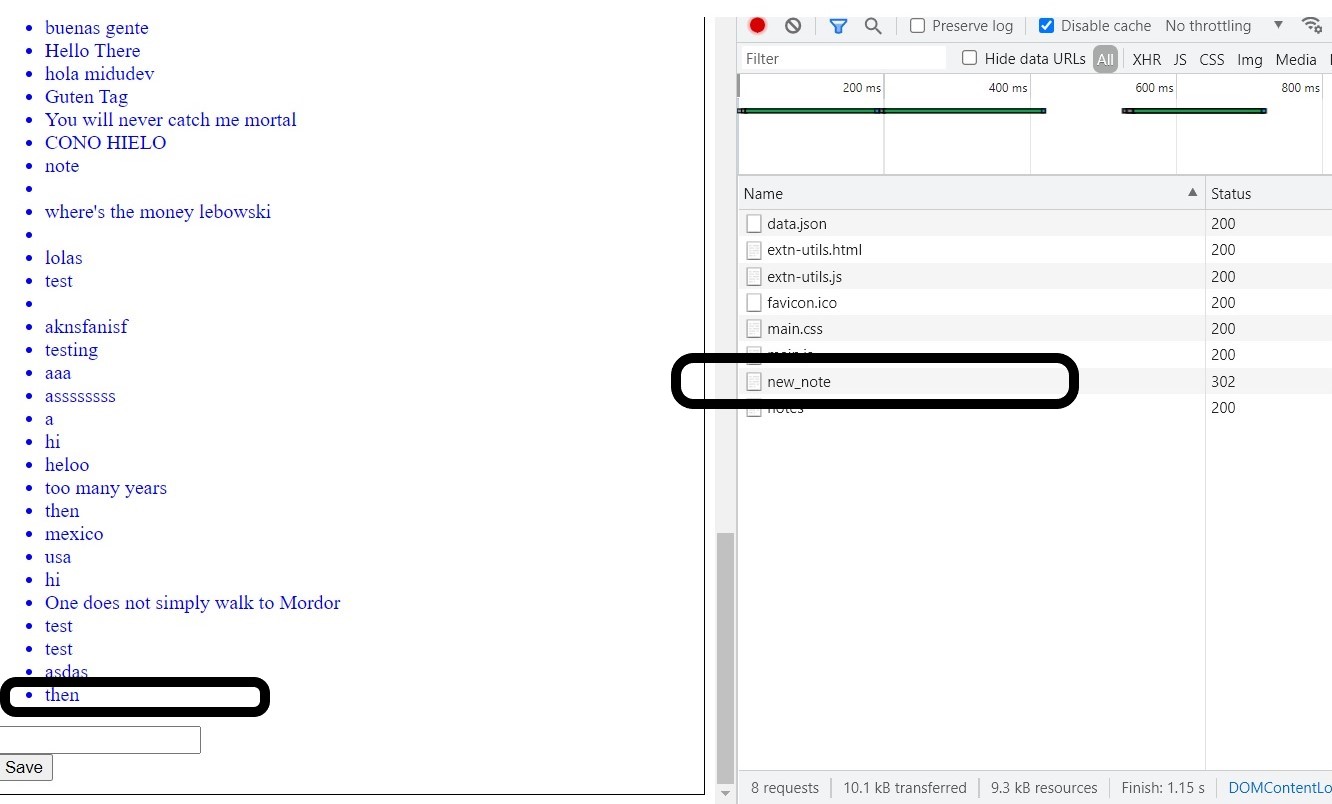 buenas gente
Hello There
hola midudev
Guten Tag
You will never catch me mortal
CONO HIELO
note
where's the money lebowski
lolas
test
aknsfanisf
testing
aaa
assssssss
a
hi
heloo
too many years
then
mexico
usa
hi
One does not simply walk to Mordor
test
test
asdas
then
Save
Preserve log Disable cache No throttling
Filter Hide data URLs All XHR JS CSS Img Media
200 ms 400 ms 600 ms 800 ms
Name Status
data.json 200
extn-utils.html 200
extn-utils.js 200
favicon.ico 200
main.css 200
main.js 200
new_note 302
notes 200
8 requests 10.1 kB transferred 9.3 kB resources Finish: 1.15 s DOMContentLo